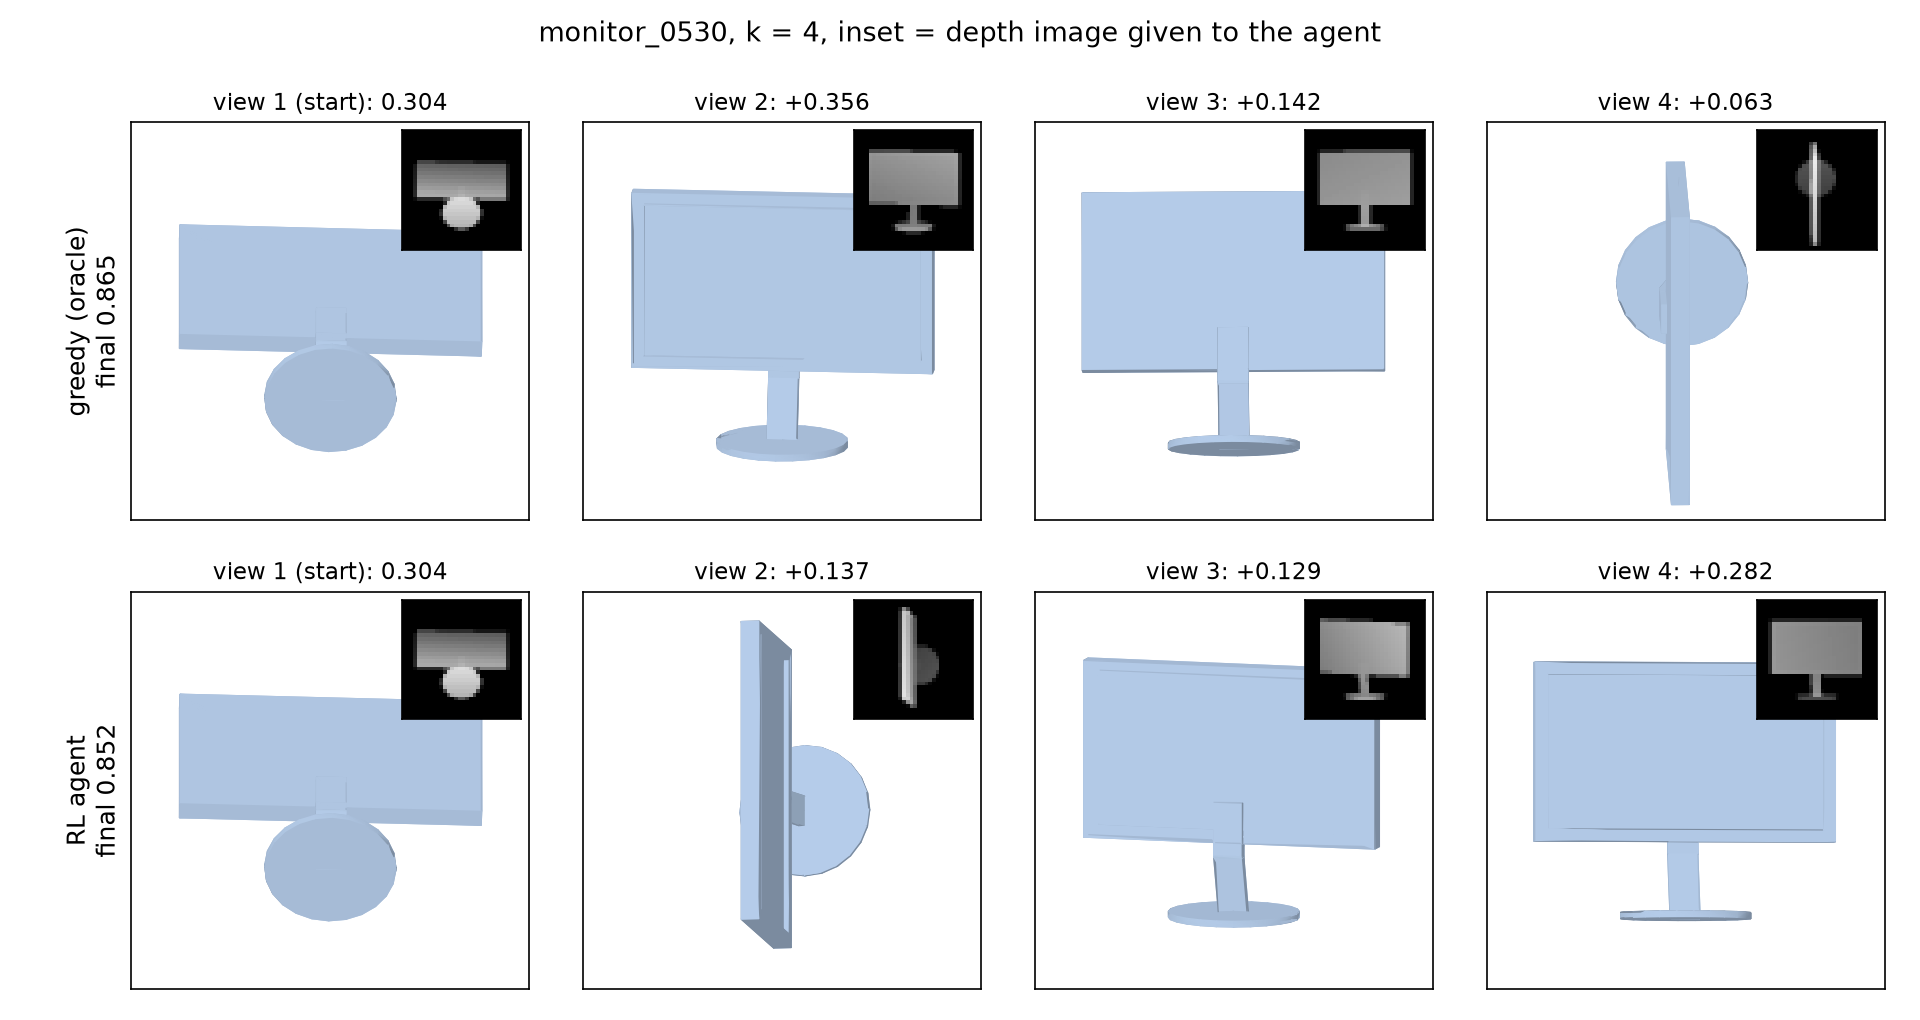 monitor_0530, k = 4, inset = depth image given to the agent
greedy (oracle)
final 0.865
view 1 (start): 0.304
view 2: +0.356
view 3: +0.142
view 4: +0.063
RL agent
final 0.852
view 1 (start): 0.304
view 2: +0.137
view 3: +0.129
view 4: +0.282